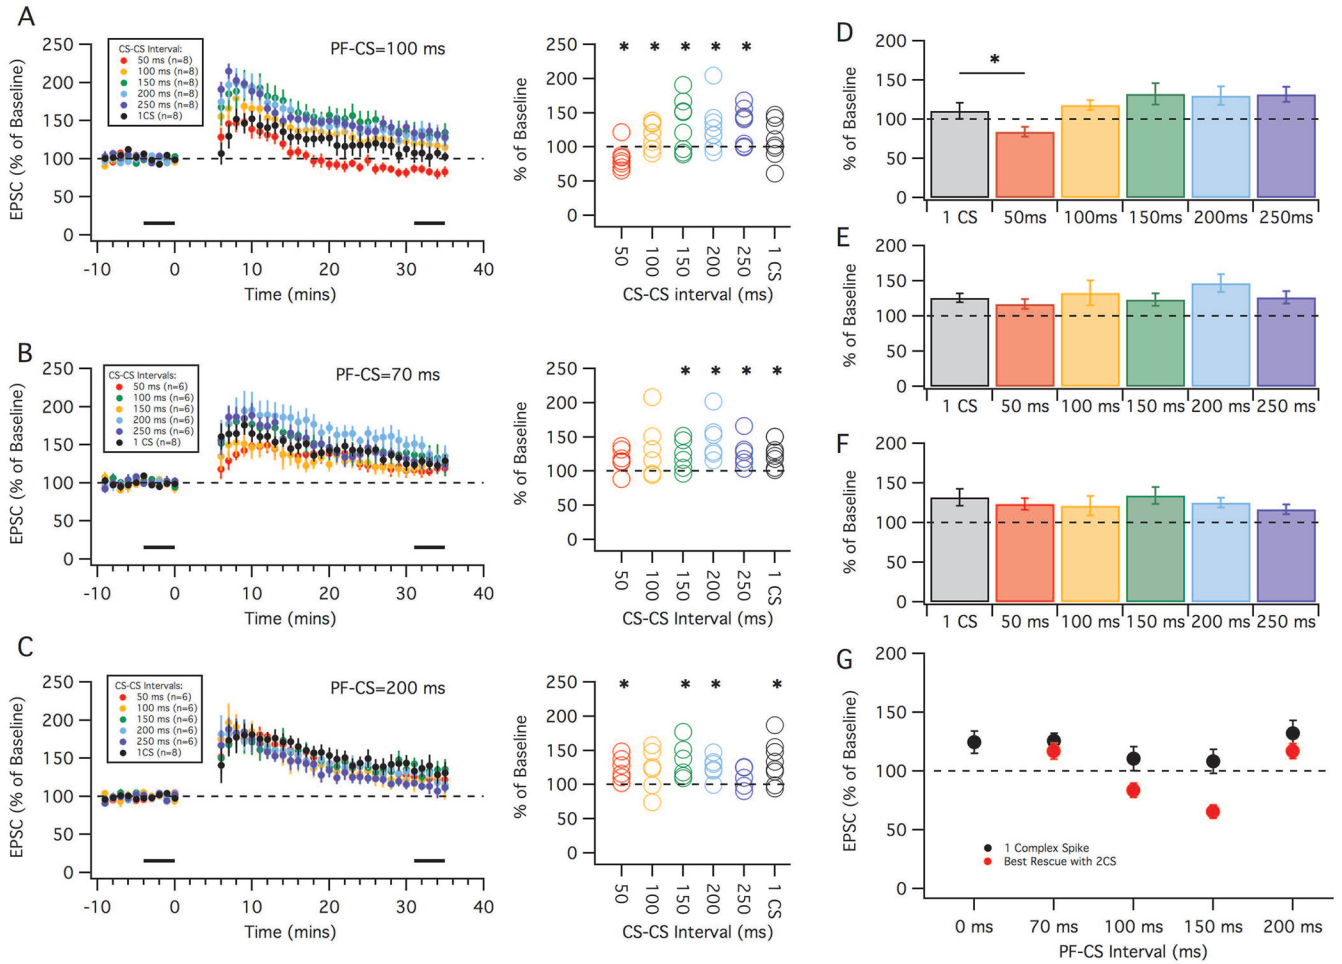 A
EPSC (% of Baseline)
250
200
150
100
50
0
CS-CS Interval:
50 ms (n=8)
100 ms (n=8)
150 ms (n=8)
200 ms (n=8)
250 ms (n=8)
1CS (n=8)
PF-CS=100 ms
-10 0 10 20 30 40
Time (mins)
% of Baseline
250
200
150
100
50
0
* * * * *
50 100 150 200 250 1 CS
CS-CS interval (ms)
B
EPSC (% of Baseline)
250
200
150
100
50
0
CS-CS Intervals:
50 ms (n=6)
100 ms (n=6)
150 ms (n=6)
200 ms (n=6)
250 ms (n=6)
1 CS (n=8)
PF-CS=70 ms
-10 0 10 20 30 40
Time (mins)
% of Baseline
250
200
150
100
50
0
* * * *
50 100 150 200 250 1 CS
CS-CS Interval (ms)
C
EPSC (% of Baseline)
250
200
150
100
50
0
CS-CS Intervals:
50 ms (n=6)
100 ms (n=6)
150 ms (n=6)
200 ms (n=6)
250 ms (n=6)
1CS (n=8)
PF-CS=200 ms
-10 0 10 20 30 40
Time (mins)
% of Baseline
250
200
150
100
50
0
* * * *
50 100 150 200 250 1 CS
CS-CS Interval (ms)
D
% of Baseline
200
150
100
50
0
*
1 CS 50ms 100ms 150ms 200ms 250ms
E
% of Baseline
200
150
100
50
0
1 CS 50 ms 100 ms 150 ms 200 ms 250 ms
F
% of Baseline
200
150
100
50
0
1 CS 50 ms 100 ms 150 ms 200 ms 250 ms
G
EPSC (% of Baseline)
200
150
100
50
0
1 Complex Spike
Best Rescue with 2CS
0 ms 70 ms 100 ms 150 ms 200 ms
PF-CS Interval (ms)